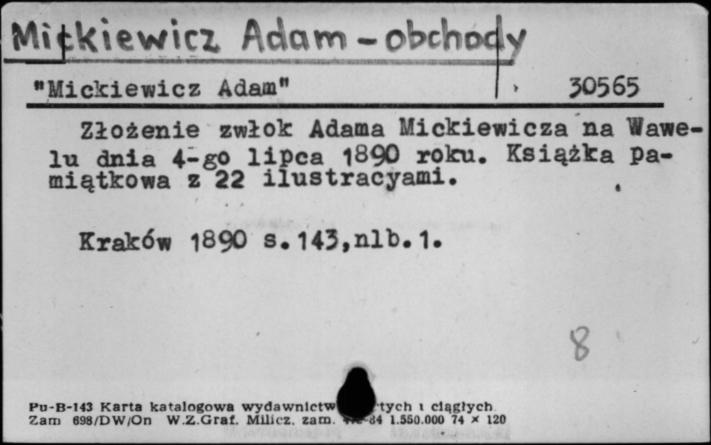 Mickiewicz Adam - obchody
"Mickiewicz Adam" 30565
Złożenie zwłok Adama Mickiewicza na Wawe-
lu dnia 4-go lipca 1890 roku. Książka pa-
miątkowa z 22 ilustracyami.
Kraków 1890 s. 143,nlb.1.
8
Pu-B-143 Karta katalogowa wydawnictw tych i ciągłych
Zam 698/DW/On W.Z.Graf. Milicz. zam. 84 1.550.000 74 × 120